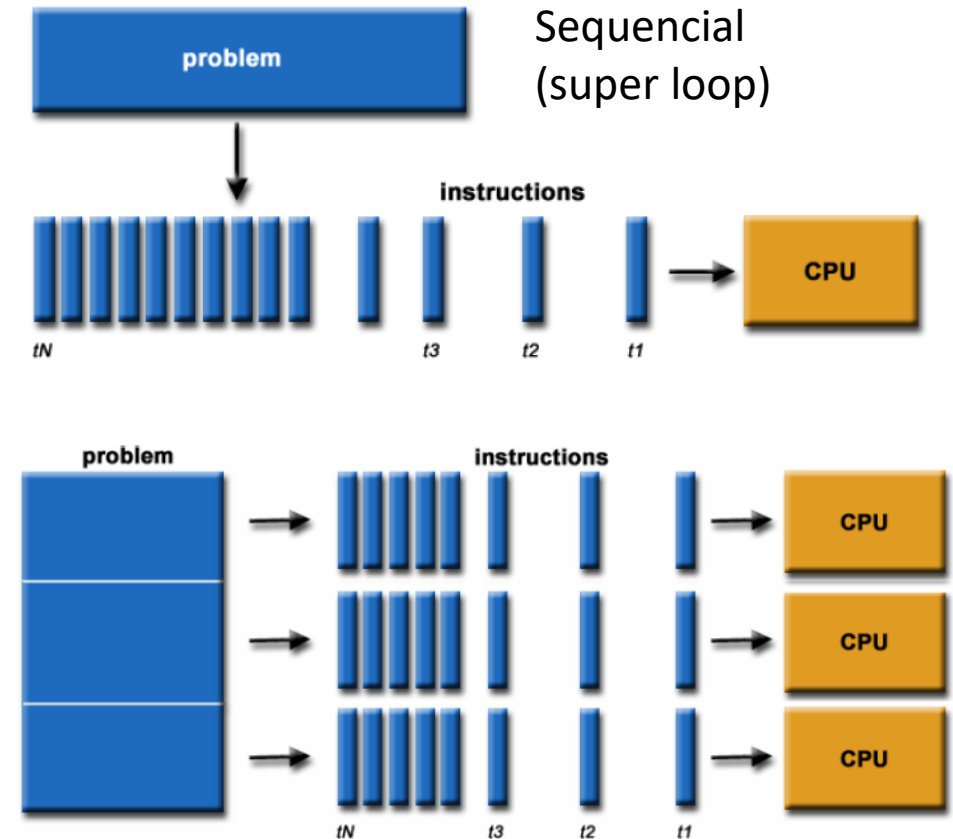 problem
Sequencial
(super loop)
instructions
CPU
tN t3 t2 t1
problem instructions
CPU
CPU
CPU
tN t3 t2 t1